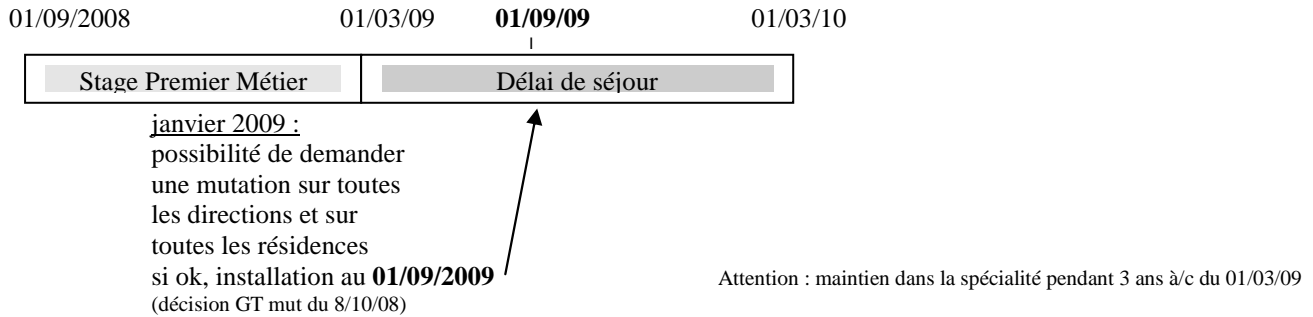 01/09/2008 01/03/09 01/09/09 01/03/10
Stage Premier Métier Délai de séjour
janvier 2009 :
possibilité de demander
une mutation sur toutes
les directions et sur
toutes les résidences
si ok, installation au 01/09/2009 Attention : maintien dans la spécialité pendant 3 ans à/c du 01/03/09
(décision GT mut du 8/10/08)